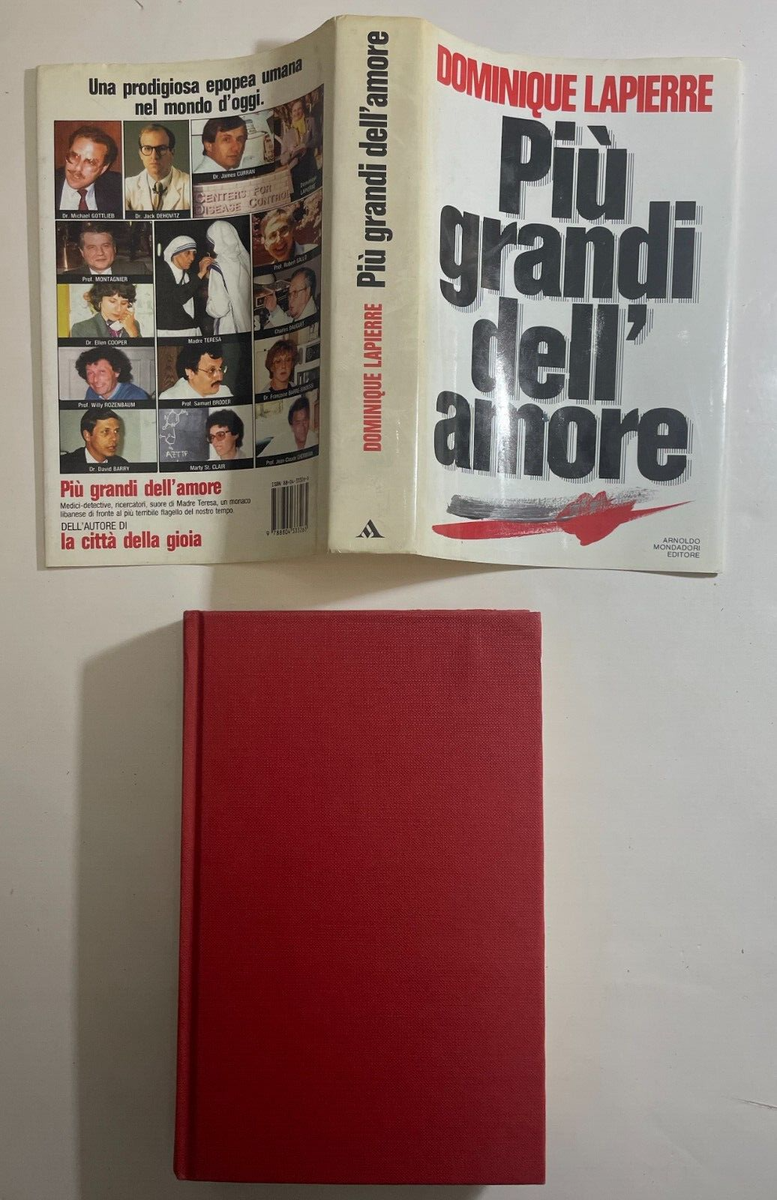 Una prodigiosa epopea umana
nel mondo d'oggi.
Dr. Michael GOTTLIEB
Dr. Jack DEHOVITZ
Dr. James CURRAN
CENTERS FOR
DISEASE CONTROL
Dominique
LAPIERRE
Prof. MONTAGNIER
Madre TERESA
Dr. Ellen COOPER
Prof. Willy ROZENBAUM
Prof. Samuel BRODER
Dr. David BARRY
Marty St. CLAIR
Più grandi dell'amore
Medici-detective, ricercatori, suore di Madre Teresa, un monaco
libanese di fronte al più terribile flagello del nostro tempo.
DELL'AUTORE DI
la città della gioia
DOMINIQUE LAPIERRE Più grandi dell'amore
DOMINIQUE LAPIERRE
Più
grandi
dell'
amore
ARNOLDO
MONDADORI
EDITORE